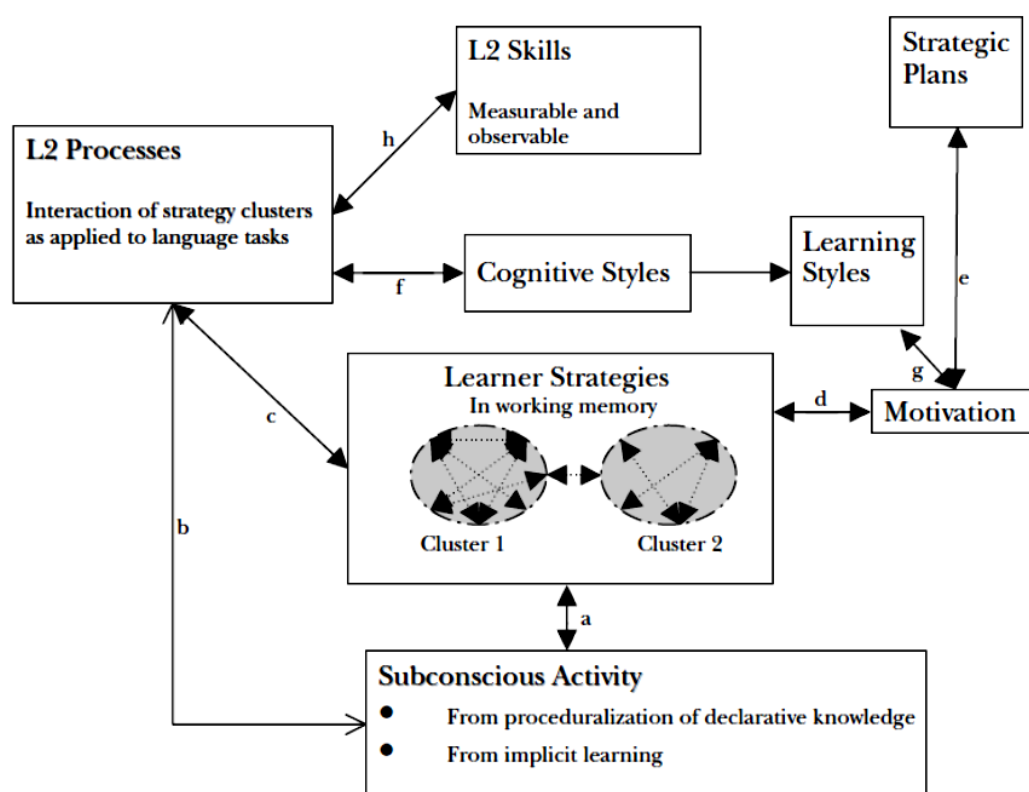 L2 Skills
Measurable and
observable
Strategic
Plans
h
L2 Processes
Interaction of strategy clusters
as applied to language tasks
f
Cognitive Styles
Learning
Styles
e
g
Learner Strategies
In working memory
d
Motivation
c
b
Cluster 1
Cluster 2
a
Subconscious Activity
● From proceduralization of declarative knowledge
● From implicit learning